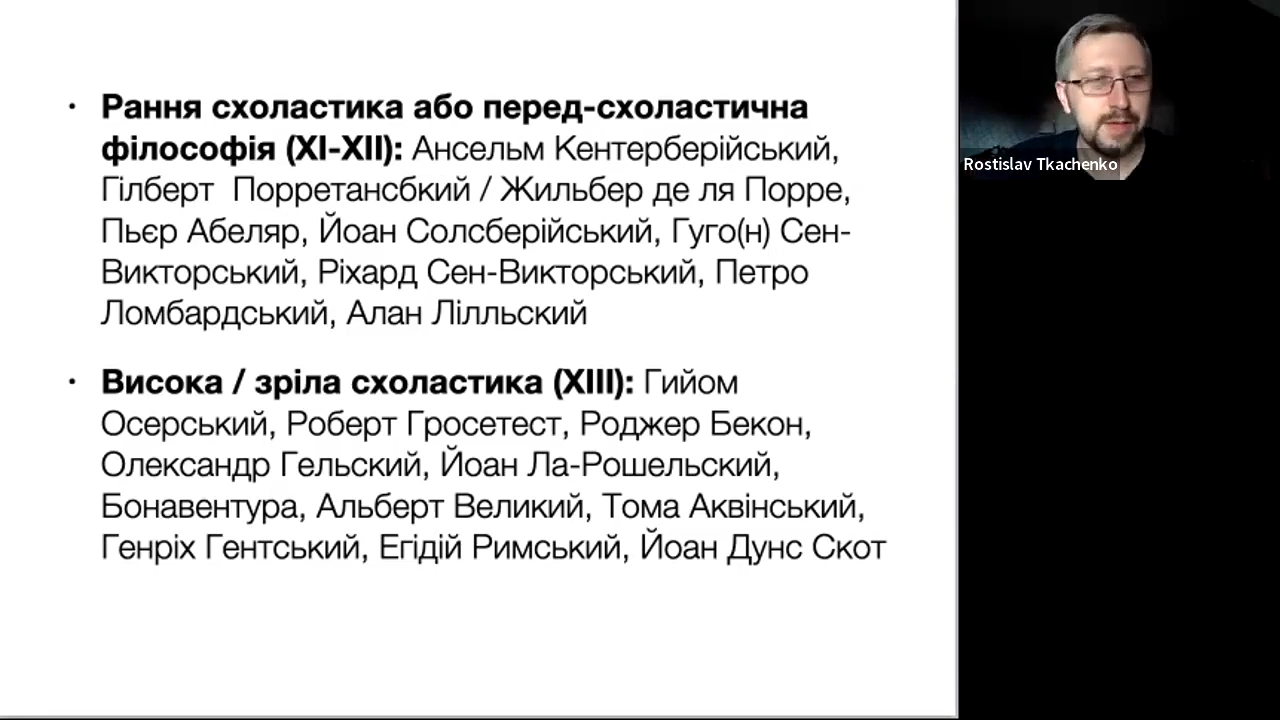 • Рання схоластика або перед-схоластична
філософія (XI-XII): Ансельм Кентерберійський,
Гілберт Порретансбкий / Жильбер де ля Порре,
Пьєр Абеляр, Йоан Солсберійський, Гуго(н) Сен-
Викторський, Ріхард Сен-Викторський, Петро
Ломбардський, Алан Лілльский
• Висока / зріла схоластика (XIII): Гийом
Осерський, Роберт Гросетест, Роджер Бекон,
Олександр Гельский, Йоан Ла-Рошельский,
Бонавентура, Альберт Великий, Тома Аквінський,
Генріх Гентський, Егідій Римський, Йоан Дунс Скот
Rostislav Tkachenko